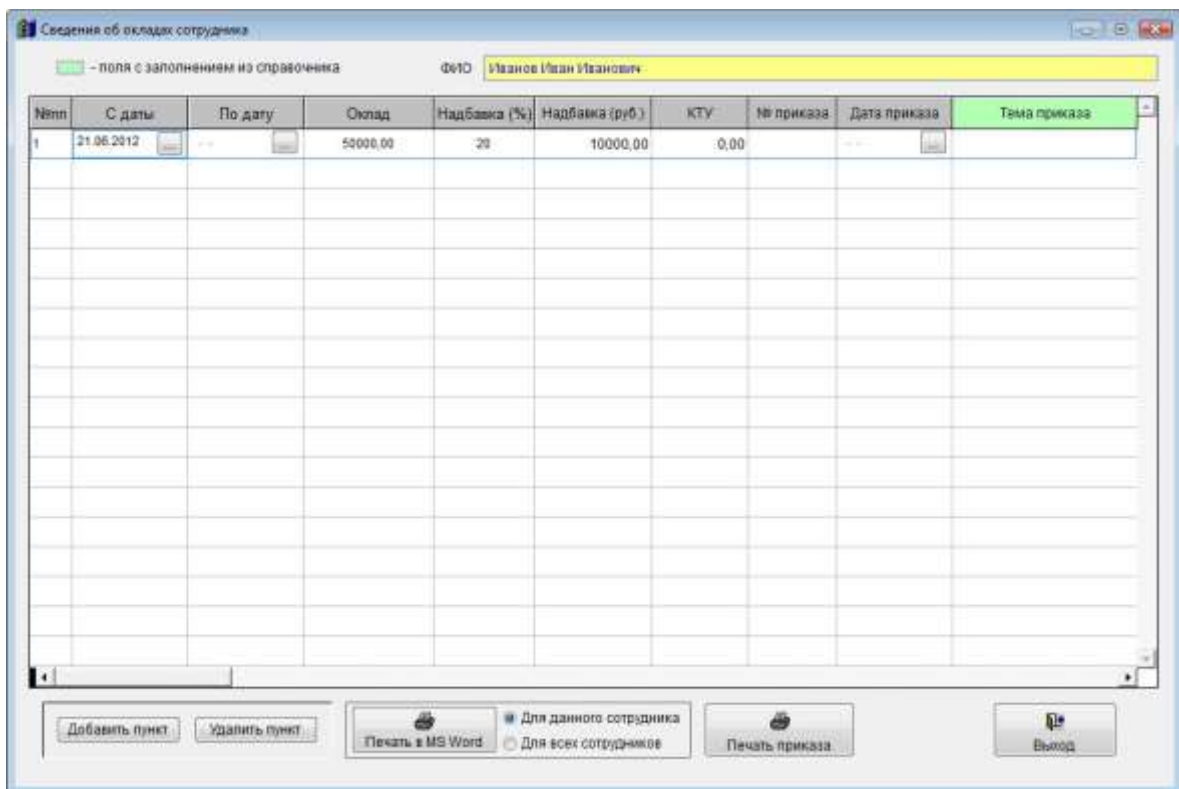 Сведения об окладах сотрудника
- поля с заполнением из справочника ФИО Иванов Иван Иванович
№пп С даты По дату Оклад Надбавка (%) Надбавка (руб.) КТУ № приказа Дата приказа Тема приказа
1 21.06.2012 ... - - ... 50000,00 20 10000,00 0,00 - - ...
Добавить пункт Удалить пункт Печать в MS Word Для данного сотрудника Для всех сотрудников Печать приказа Выход